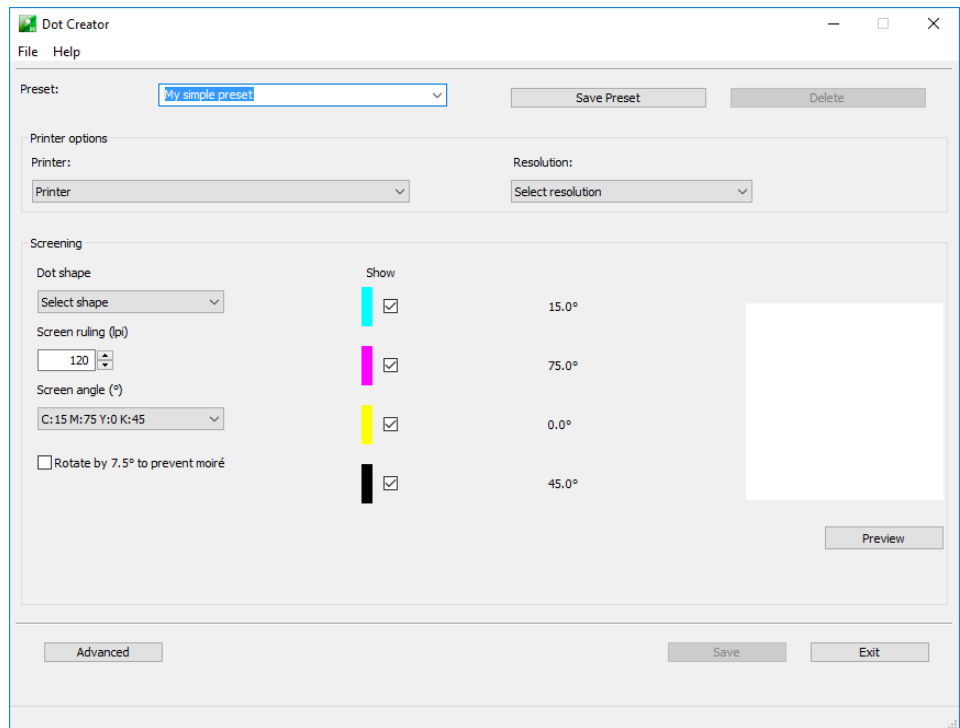 Dot Creator
File Help
Preset:
My simple preset
Save Preset
Delete
Printer options
Printer:
Resolution:
Printer
Select resolution
Screening
Dot shape
Show
Select shape
15.0°
Screen ruling (lpi)
120
75.0°
Screen angle (°)
C:15 M:75 Y:0 K:45
0.0°
Rotate by 7.5° to prevent moiré
45.0°
Preview
Advanced
Save
Exit